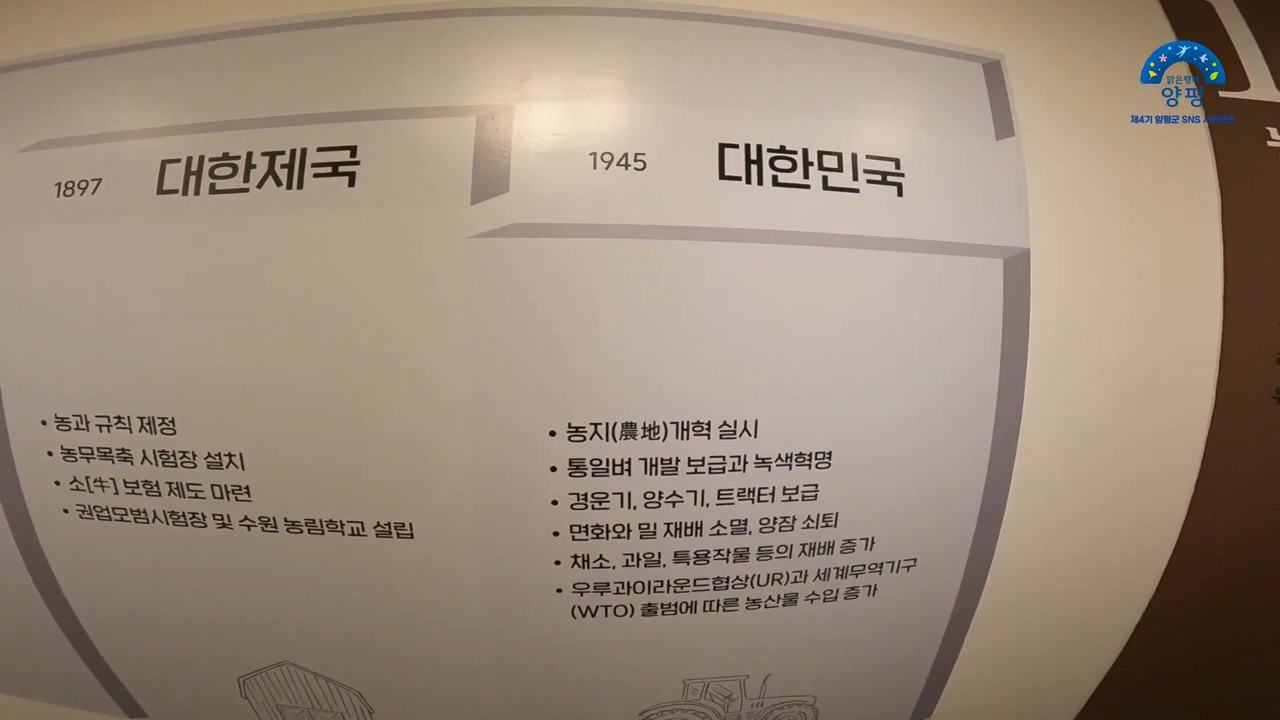 1897 대한제국
• 농과 규칙 제정
• 농무목축 시험장 설치
• 소[牛] 보험 제도 마련
• 권업모범시험장 및 수원 농림학교 설립
1945 대한민국
• 농지(農地)개혁 실시
• 통일벼 개발 보급과 녹색혁명
• 경운기, 양수기, 트랙터 보급
• 면화와 밀 재배 소멸, 양잠 쇠퇴
• 채소, 과일, 특용작물 등의 재배 증가
• 우루과이라운드협상(UR)과 세계무역기구
(WTO) 출범에 따른 농산물 수입 증가
양평
제4기 양평군 SNS